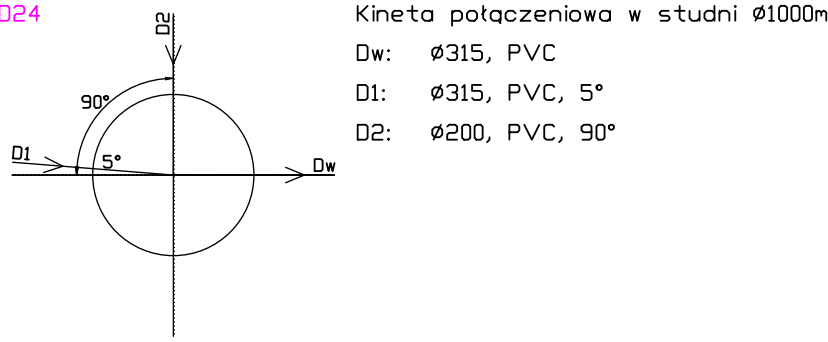 D24
D2
90°
D1
5°
Dw
Kineta połączeniowa w studni Ø1000m
Dw: Ø315, PVC
D1: Ø315, PVC, 5°
D2: Ø200, PVC, 90°